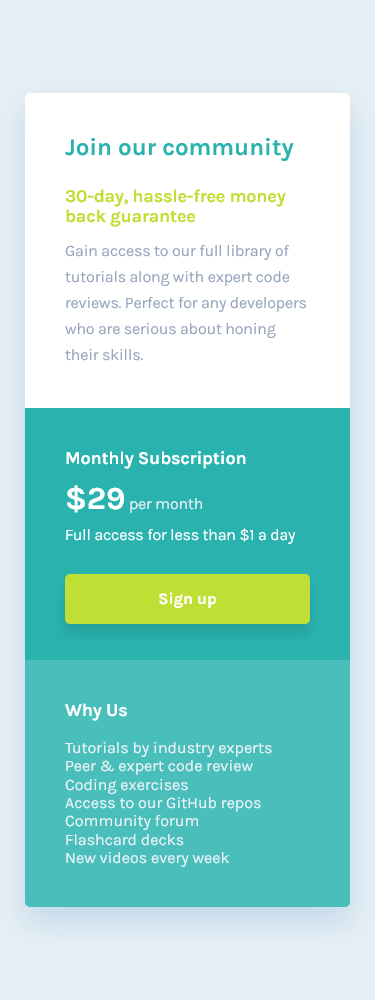 Join our community
30-day, hassle-free money
back guarantee
Gain access to our full library of
tutorials along with expert code
reviews. Perfect for any developers
who are serious about honing
their skills.
Monthly Subscription
$29 per month
Full access for less than $1 a day
Sign up
Why Us
Tutorials by industry experts
Peer & expert code review
Coding exercises
Access to our GitHub repos
Community forum
Flashcard decks
New videos every week